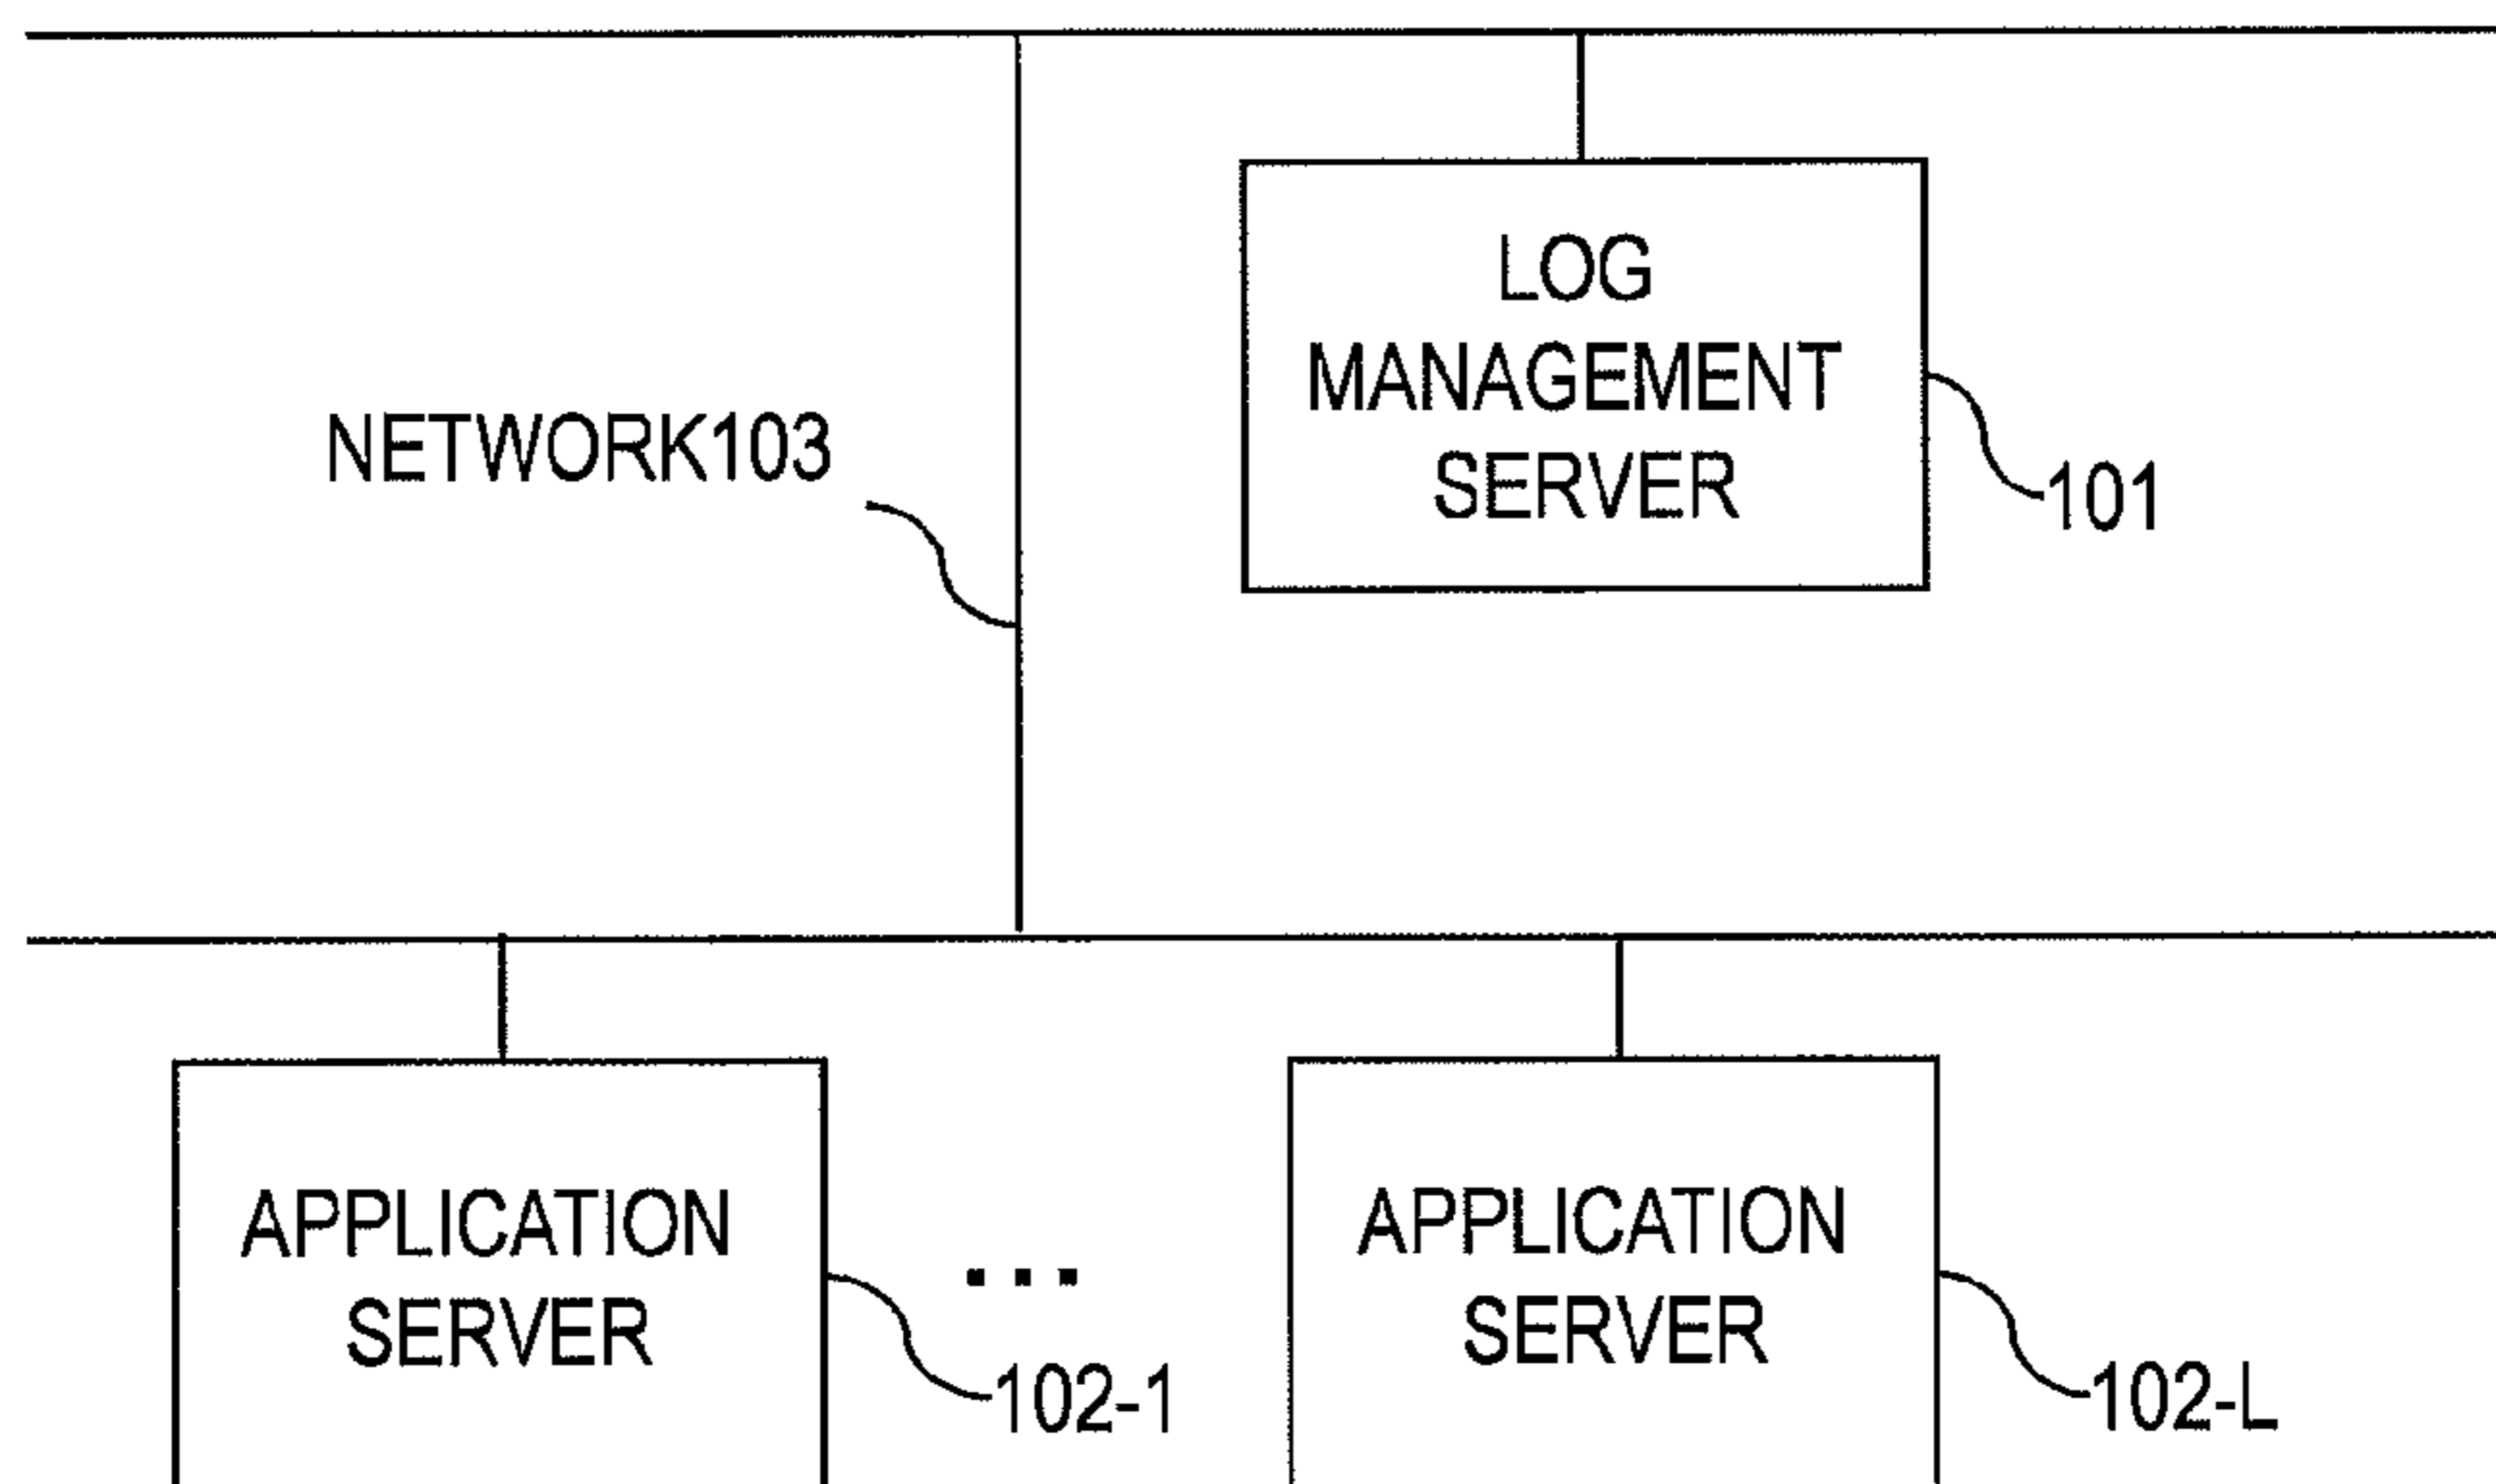 LOG
MANAGEMENT
SERVER
NETWORK103
101
APPLICATION
SERVER
...
102-1
APPLICATION
SERVER
102-L